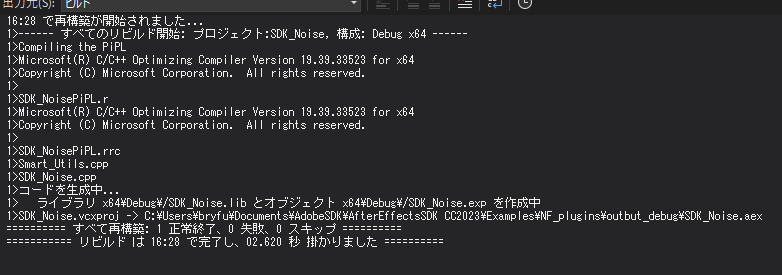 出力元(S): ビルド
16:28 で再構築が開始されました...
1>------ すべてのリビルド開始: プロジェクト:SDK_Noise, 構成: Debug x64 ------
1>Compiling the PiPL
1>Microsoft(R) C/C++ Optimizing Compiler Version 19.39.33523 for x64
1>Copyright (C) Microsoft Corporation.  All rights reserved.
1>
1>SDK_NoisePiPL.r
1>Microsoft(R) C/C++ Optimizing Compiler Version 19.39.33523 for x64
1>Copyright (C) Microsoft Corporation.  All rights reserved.
1>
1>SDK_NoisePiPL.rrc
1>Smart_Utils.cpp
1>SDK_Noise.cpp
1>コードを生成中...
1>   ライブラリ x64¥Debug¥/SDK_Noise.lib とオブジェクト x64¥Debug¥/SDK_Noise.exp を作成中
1>SDK_Noise.vcxproj -> C:¥Users¥bryfu¥Documents¥AdobeSDK¥AfterEffectsSDK CC2023¥Examples¥NF_plugins¥outbut_debug¥SDK_Noise.aex
========== すべて再構築: 1 正常終了、0 失敗、0 スキップ ==========
========== リビルド は 16:28 で完了し、02.620 秒 掛かりました ==========